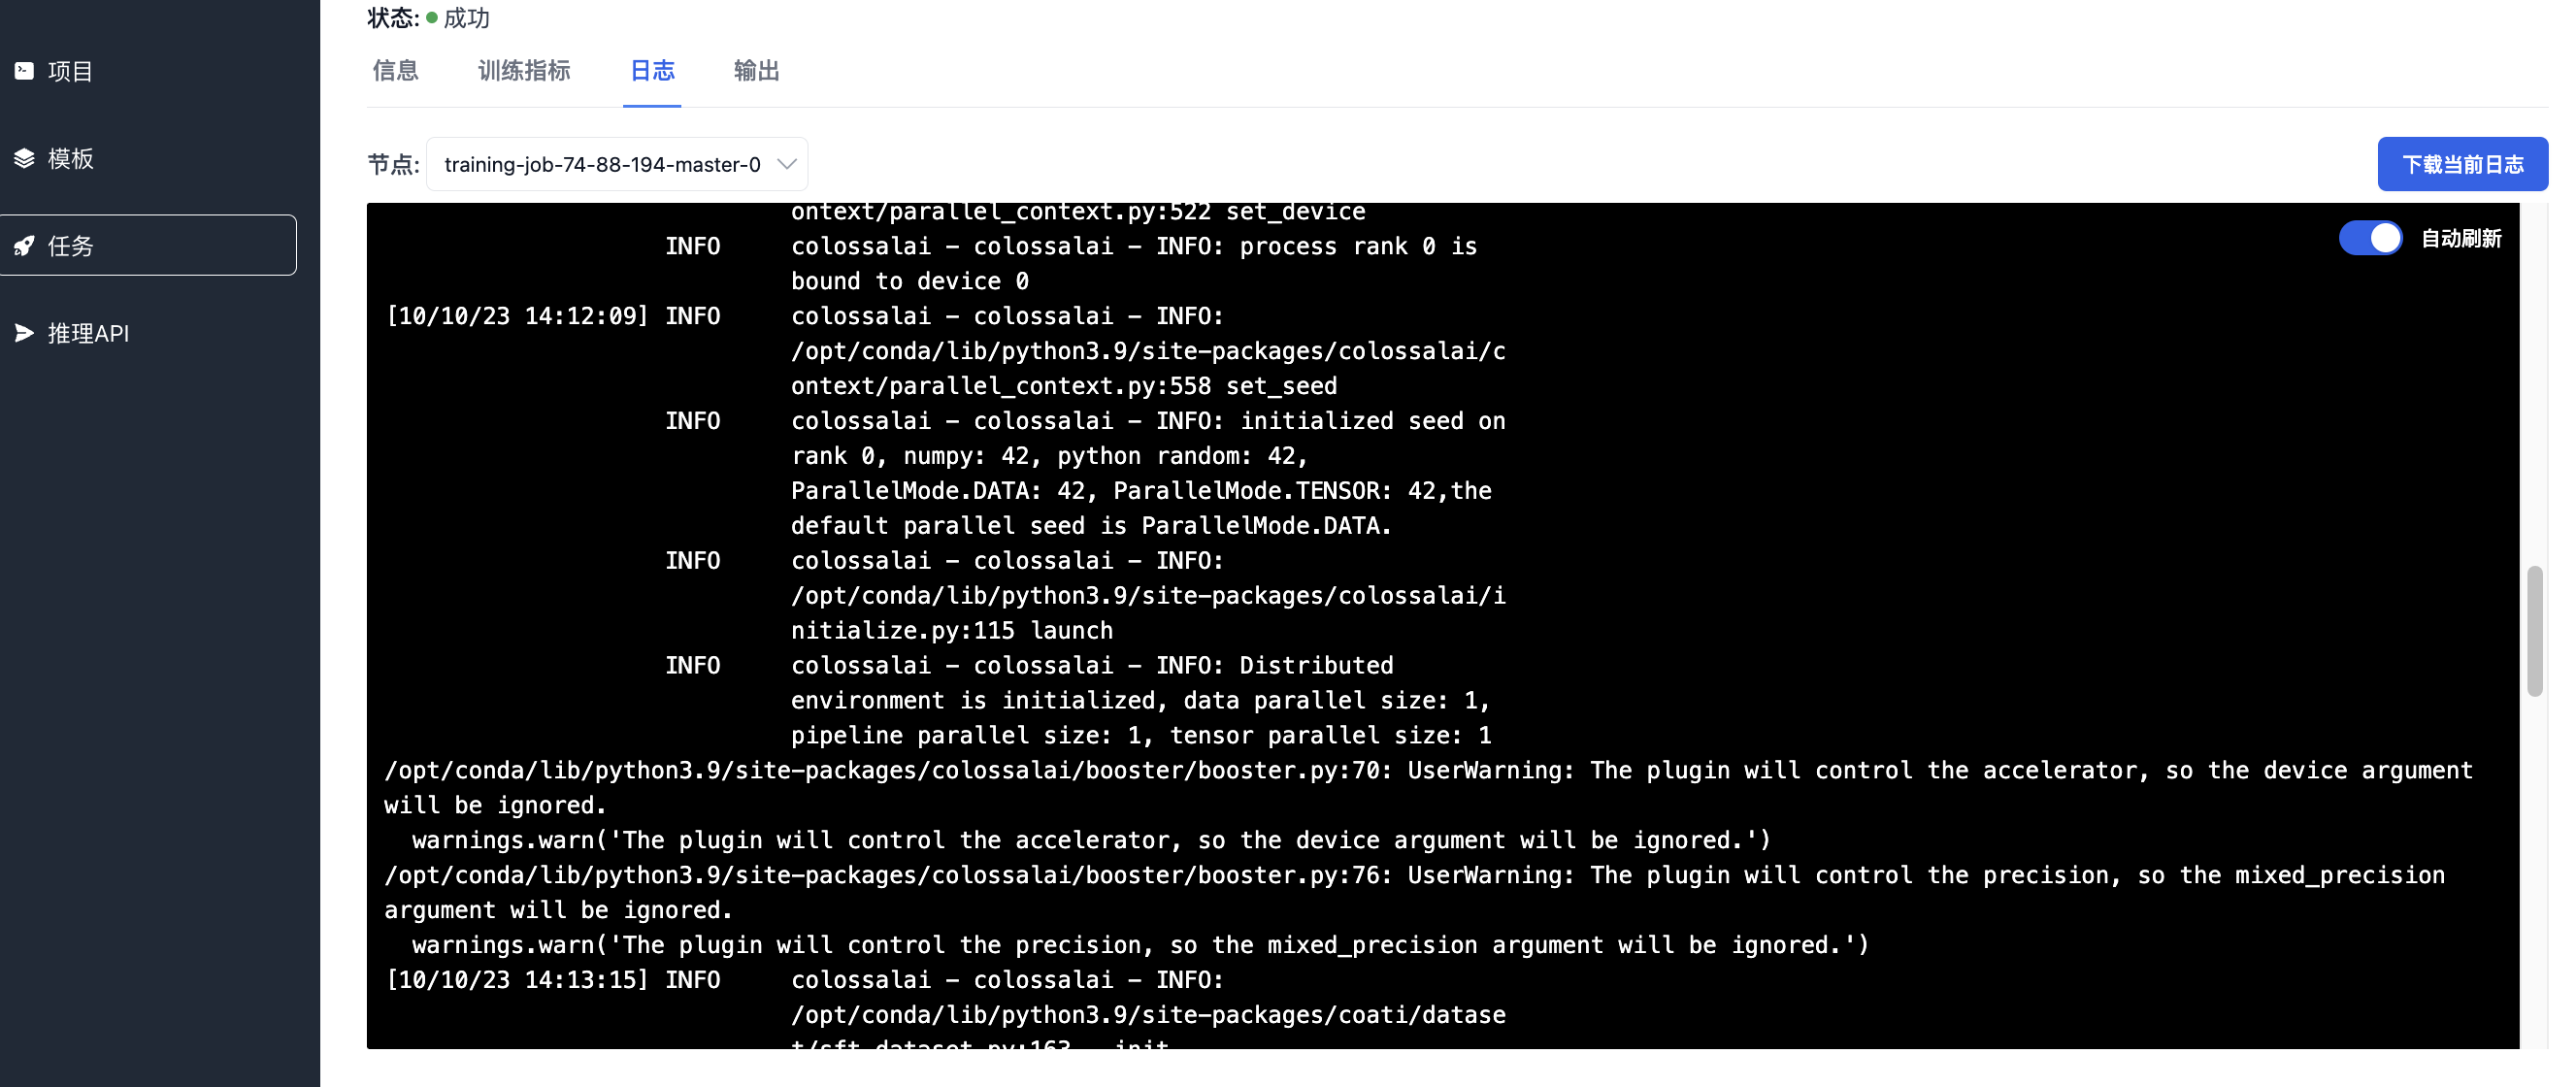 状态: 成功
项目
模板
任务
推理API
信息 训练指标 日志 输出
节点: training-job-74-88-194-master-0
下载当前日志
自动刷新
ontext/parallel_context.py:522 set_device
INFO colossalai - colossalai - INFO: process rank 0 is
bound to device 0
[10/10/23 14:12:09] INFO colossalai - colossalai - INFO:
/opt/conda/lib/python3.9/site-packages/colossalai/c
ontext/parallel_context.py:558 set_seed
INFO colossalai - colossalai - INFO: initialized seed on
rank 0, numpy: 42, python random: 42,
ParallelMode.DATA: 42, ParallelMode.TENSOR: 42,the
default parallel seed is ParallelMode.DATA.
INFO colossalai - colossalai - INFO:
/opt/conda/lib/python3.9/site-packages/colossalai/i
nitialize.py:115 launch
INFO colossalai - colossalai - INFO: Distributed
environment is initialized, data parallel size: 1,
pipeline parallel size: 1, tensor parallel size: 1
/opt/conda/lib/python3.9/site-packages/colossalai/booster/booster.py:70: UserWarning: The plugin will control the accelerator, so the device argument
will be ignored.
warnings.warn('The plugin will control the accelerator, so the device argument will be ignored.')
/opt/conda/lib/python3.9/site-packages/colossalai/booster/booster.py:76: UserWarning: The plugin will control the precision, so the mixed_precision
argument will be ignored.
warnings.warn('The plugin will control the precision, so the mixed_precision argument will be ignored.')
[10/10/23 14:13:15] INFO colossalai - colossalai - INFO:
/opt/conda/lib/python3.9/site-packages/coati/datase